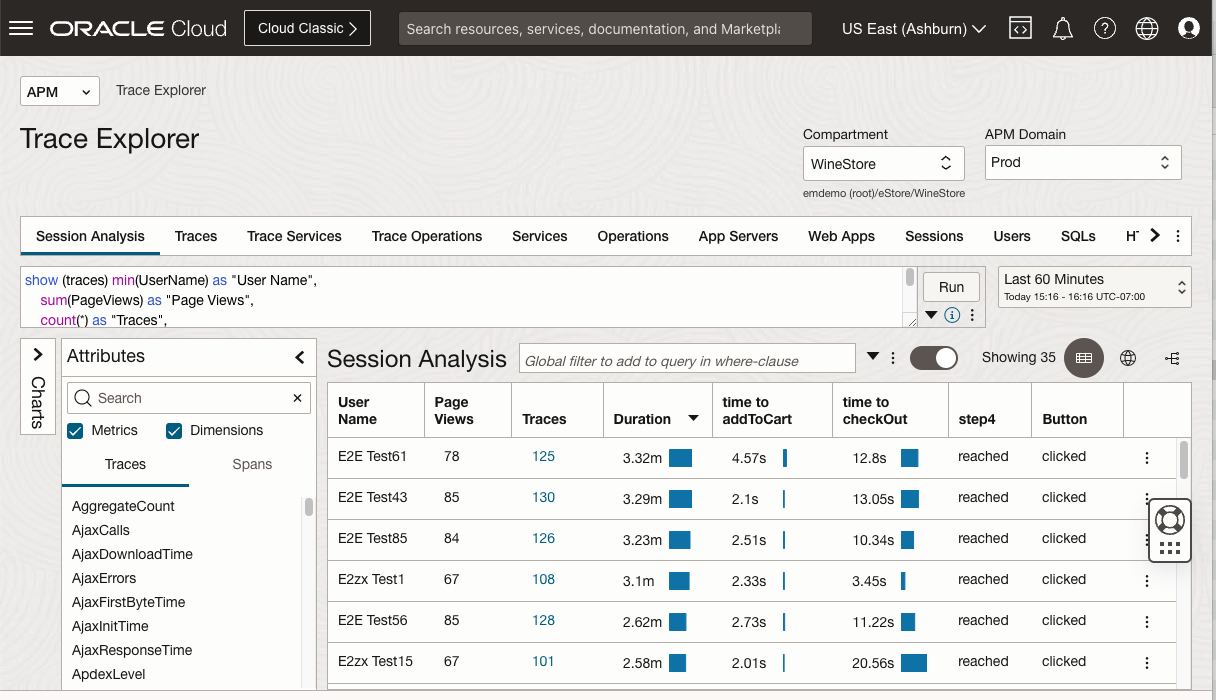 ORACLE Cloud
Cloud Classic
Search resources, services, documentation, and Marketpl
US East (Ashburn)
APM
Trace Explorer
Trace Explorer
Compartment
APM Domain
WineStore
Prod
emdemo (root)/eStore/WineStore
Session Analysis Traces Trace Services Trace Operations Services Operations App Servers Web Apps Sessions Users SQLs
show (traces) min(UserName) as "User Name",
sum(PageViews) as "Page Views",
count(*) as "Traces",
Run
Last 60 Minutes
Today 15:16 - 16:16 UTC-07:00
Charts
Attributes
Search
Metrics Dimensions
Traces Spans
AggregateCount
AjaxCalls
AjaxDownloadTime
AjaxErrors
AjaxFirstByteTime
AjaxInitTime
AjaxResponseTime
ApdexLevel
Session Analysis
Global filter to add to query in where-clause
Showing 35
User Name Page Views Traces Duration time to addToCart time to checkOut step4 Button
E2E Test61 78 125 3.32m 4.57s 12.8s reached clicked
E2E Test43 85 130 3.29m 2.1s 13.05s reached clicked
E2E Test85 84 126 3.23m 2.51s 10.34s reached clicked
E2zx Test1 67 108 3.1m 2.33s 3.45s reached clicked
E2E Test56 85 128 2.62m 2.73s 11.22s reached clicked
E2zx Test15 67 101 2.58m 2.01s 20.56s reached clicked